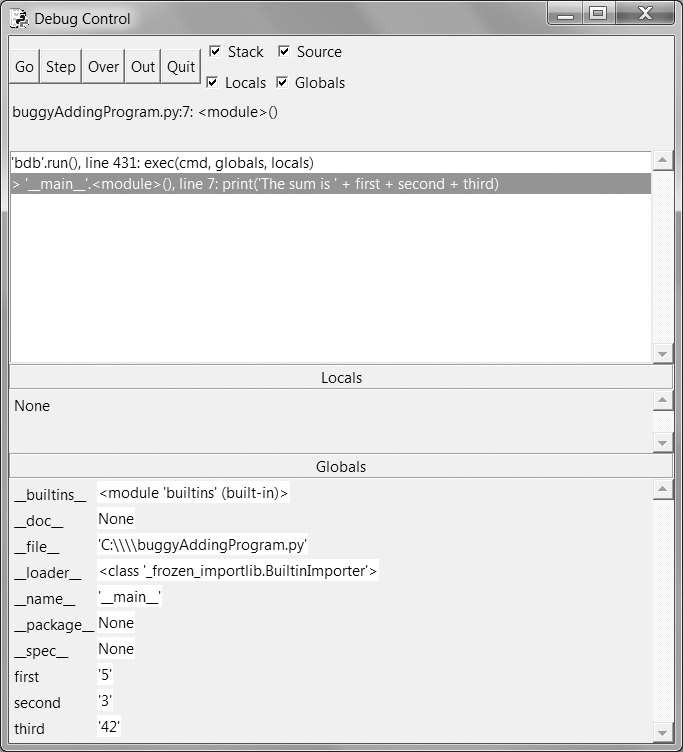 Debug Control
Go Step Over Out Quit
Stack Source
Locals Globals
buggyAddingProgram.py:7: <module>()
'bdb'.run(), line 431: exec(cmd, globals, locals)
> '__main__'.<module>(), line 7: print('The sum is ' + first + second + third)
Locals
None
Globals
__builtins__ <module 'builtins' (built-in)>
__doc__ None
__file__ 'C:\\\\buggyAddingProgram.py'
__loader__ <class '_frozen_importlib.BuiltinImporter'>
__name__ '__main__'
__package__ None
__spec__ None
first '5'
second '3'
third '42'